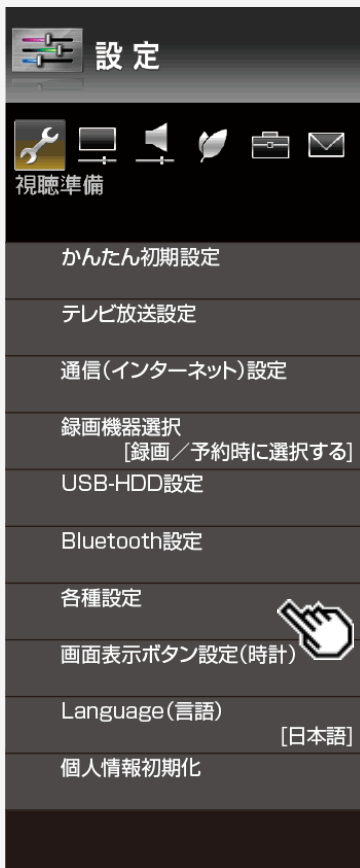 設定
視聴準備
かんたん初期設定
テレビ放送設定
通信(インターネット)設定
録画機器選択
[録画／予約時に選択する]
USB-HDD設定
Bluetooth設定
各種設定
画面表示ボタン設定(時計)
Language(言語)
[日本語]
個人情報初期化